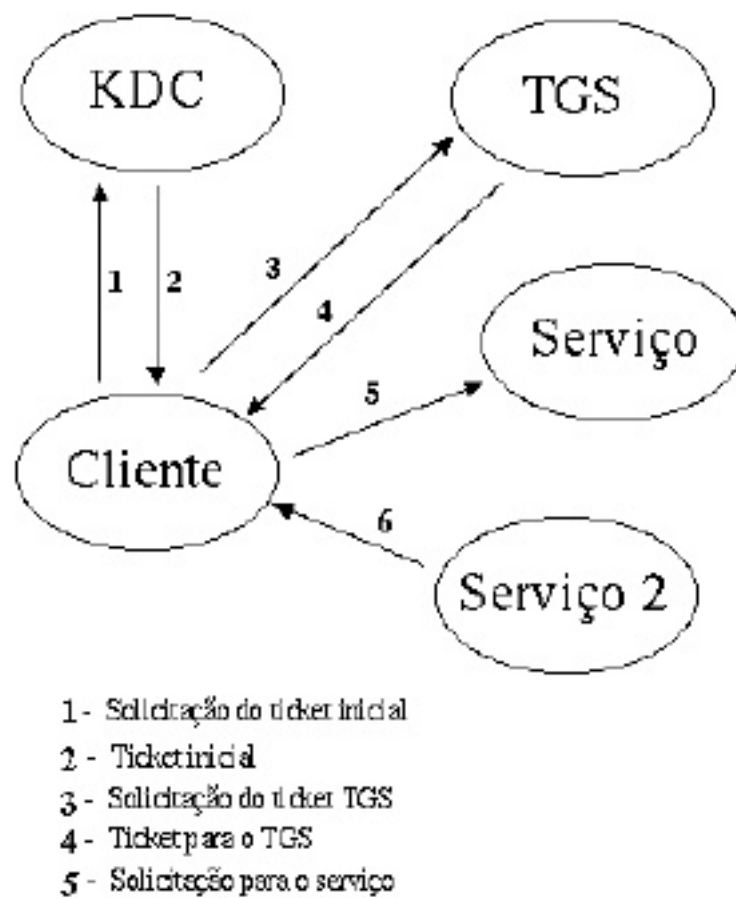 KDC
TGS
1
2
3
4
Serviço
5
Cliente
6
Serviço 2
1 - Solicitação do ticket inicial
2 - Ticket inicial
3 - Solicitação do ticket TGS
4 - Ticket para o TGS
5 - Solicitação para o serviço